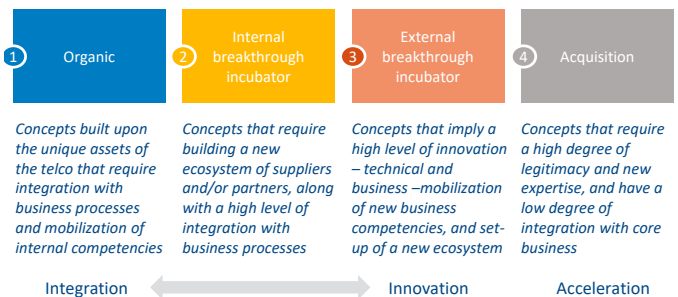 1
Organic
2
Internal
breakthrough
incubator
3
External
breakthrough
incubator
4
Acquisition
Concepts built upon
the unique assets of
the telco that require
integration with
business processes
and mobilization of
internal competencies
Concepts that require
building a new
ecosystem of suppliers
and/or partners, along
with a high level of
integration with
business processes
Concepts that imply a
high level of innovation
– technical and
business –mobilization
of new business
competencies, and set-
up of a new ecosystem
Concepts that require
a high degree of
legitimacy and new
expertise, and have a
low degree of
integration with core
business
Integration
Innovation
Acceleration